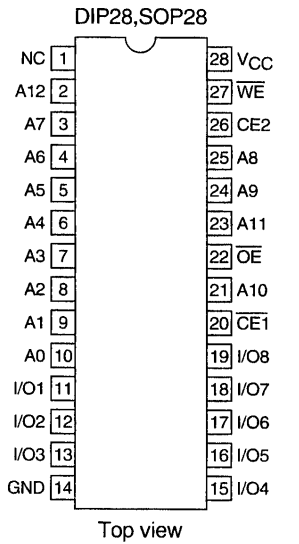 DIP28,SOP28
NC 1 28 VCC
A12 2 27 W̅E̅
A7 3 26 CE2
A6 4 25 A8
A5 5 24 A9
A4 6 23 A11
A3 7 22 O̅E̅
A2 8 21 A10
A1 9 20 C̅E̅1
A0 10 19 I/O8
I/O1 11 18 I/O7
I/O2 12 17 I/O6
I/O3 13 16 I/O5
GND 14 15 I/O4
Top view